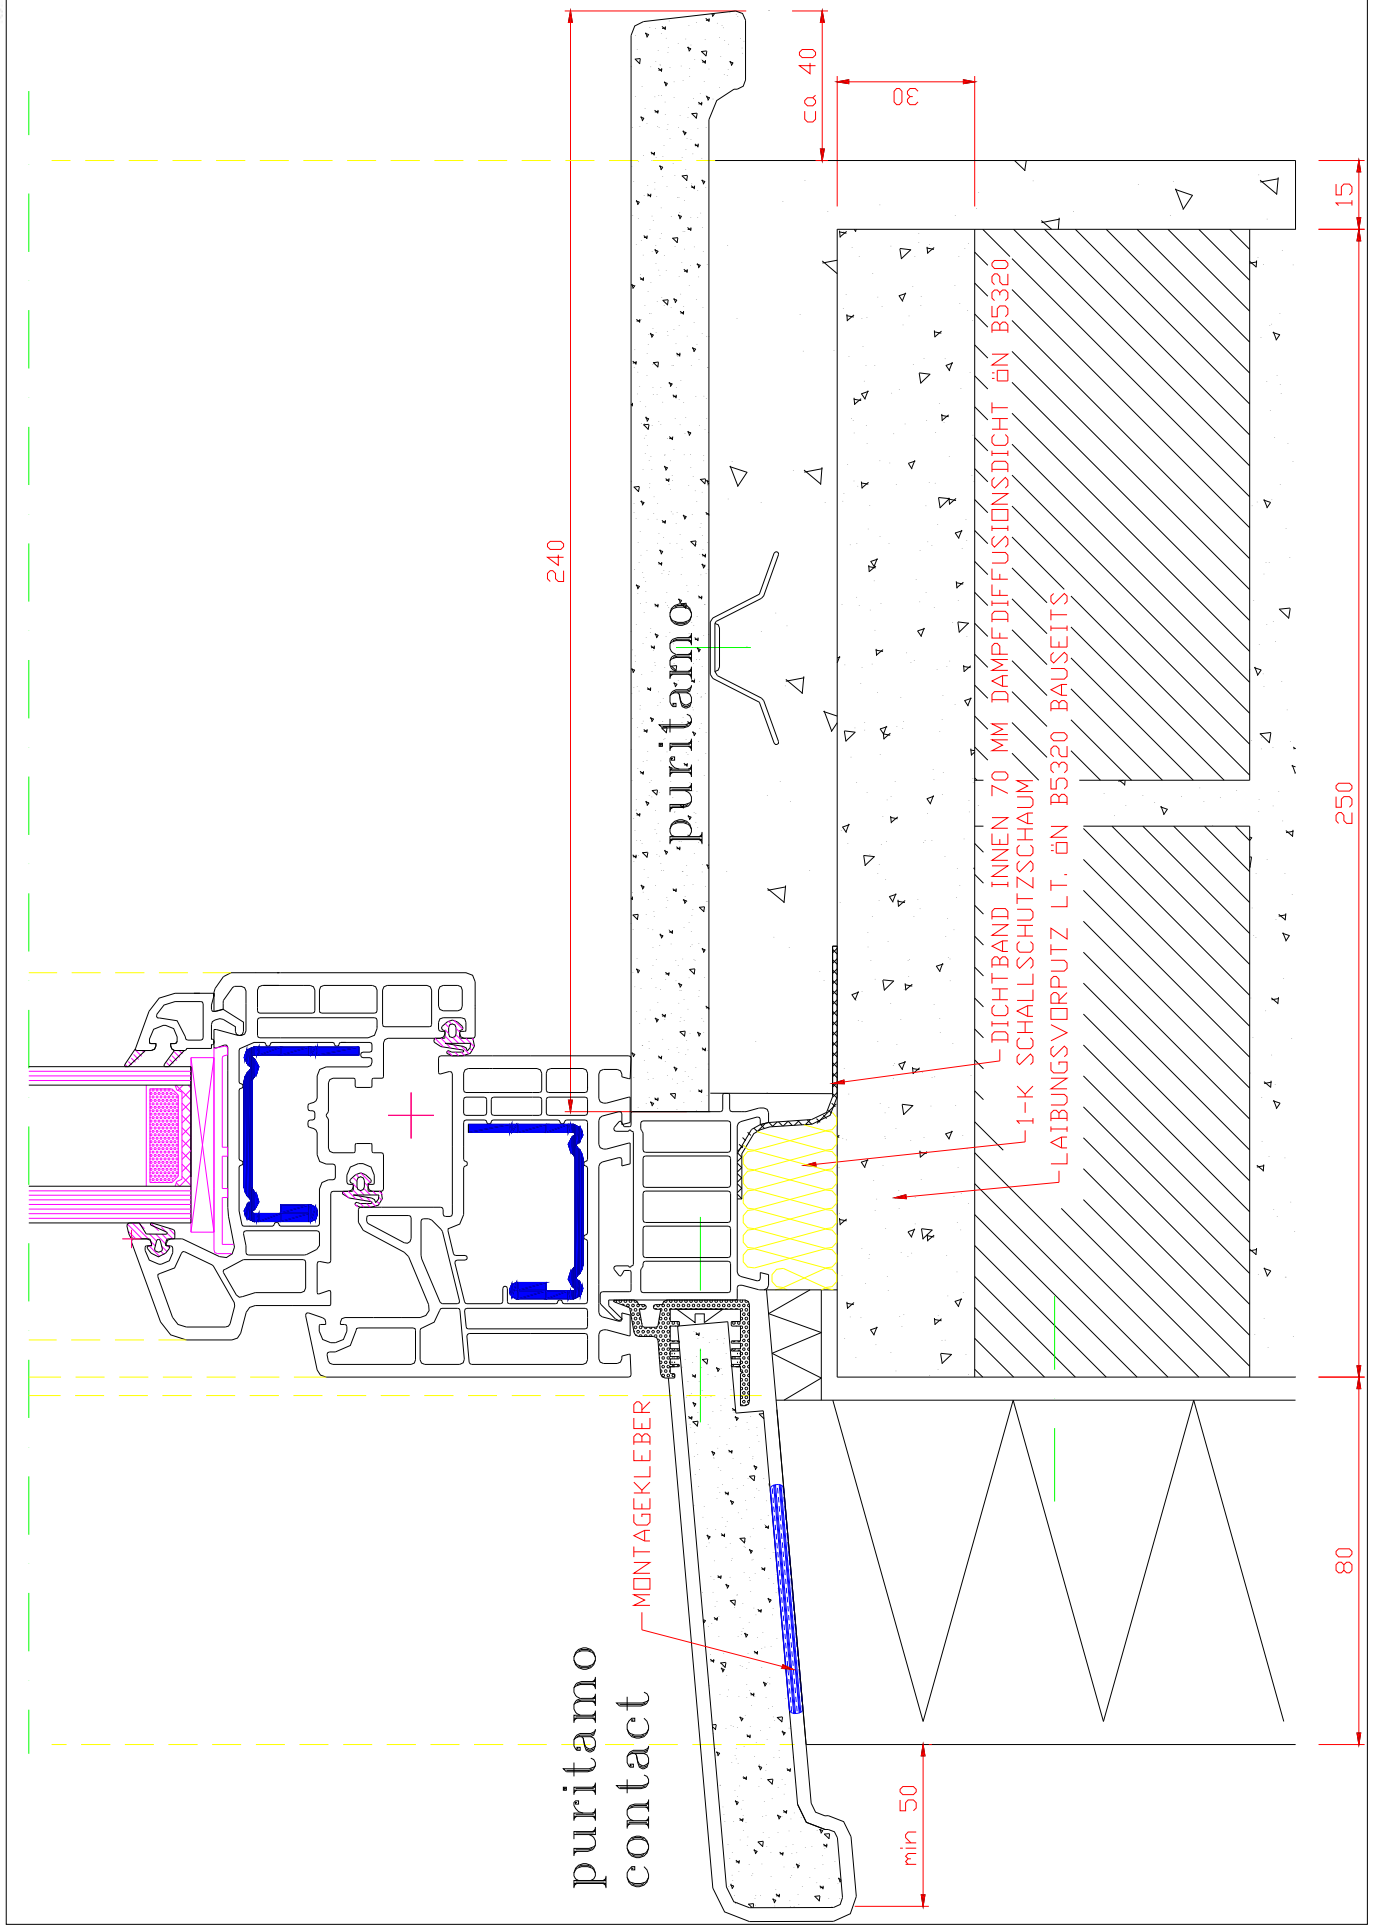 240
ca 40
30
15
puritamo
DICHTBAND INNEN 70 MM DAMPFDIFFUSIONSDICHT ÖN B5320
1-K SCHALLSCHUTZSCHAUM
LAIBUNGSVORPUTZ LT. ÖN B5320 BAUSEITS
250
MONTAGEKLEBER
80
puritamo
contact
min 50